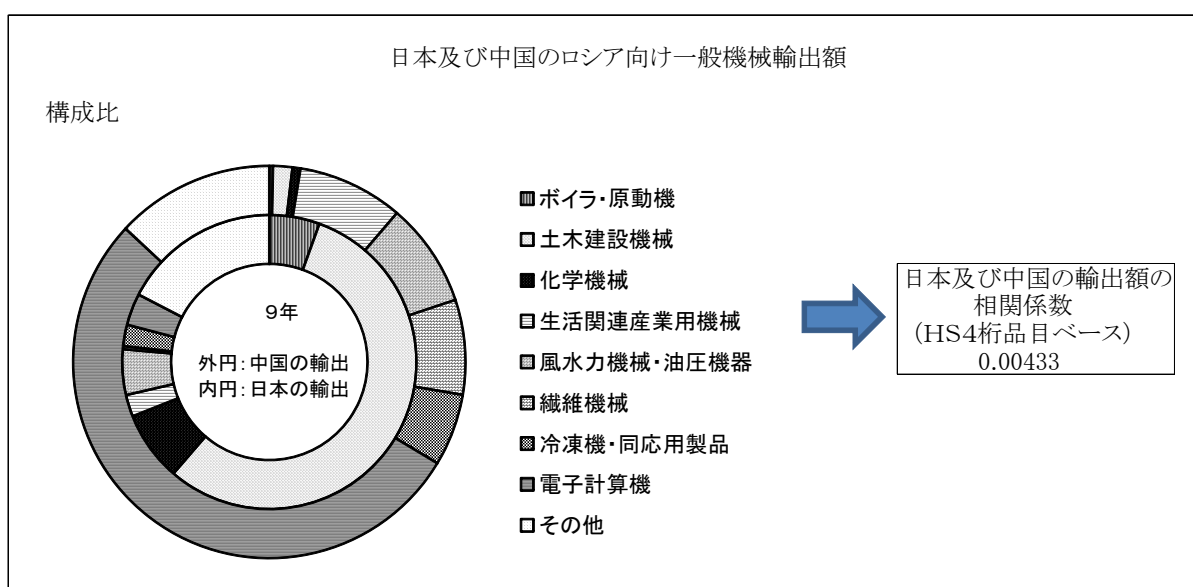 日本及び中国のロシア向け一般機械輸出額
構成比
9年
外円：中国の輸出
内円：日本の輸出
ボイラ・原動機
土木建設機械
化学機械
生活関連産業用機械
風水力機械・油圧機器
繊維機械
冷凍機・同応用製品
電子計算機
その他
日本及び中国の輸出額の
相関係数
（HS4桁品目ベース）
0.00433